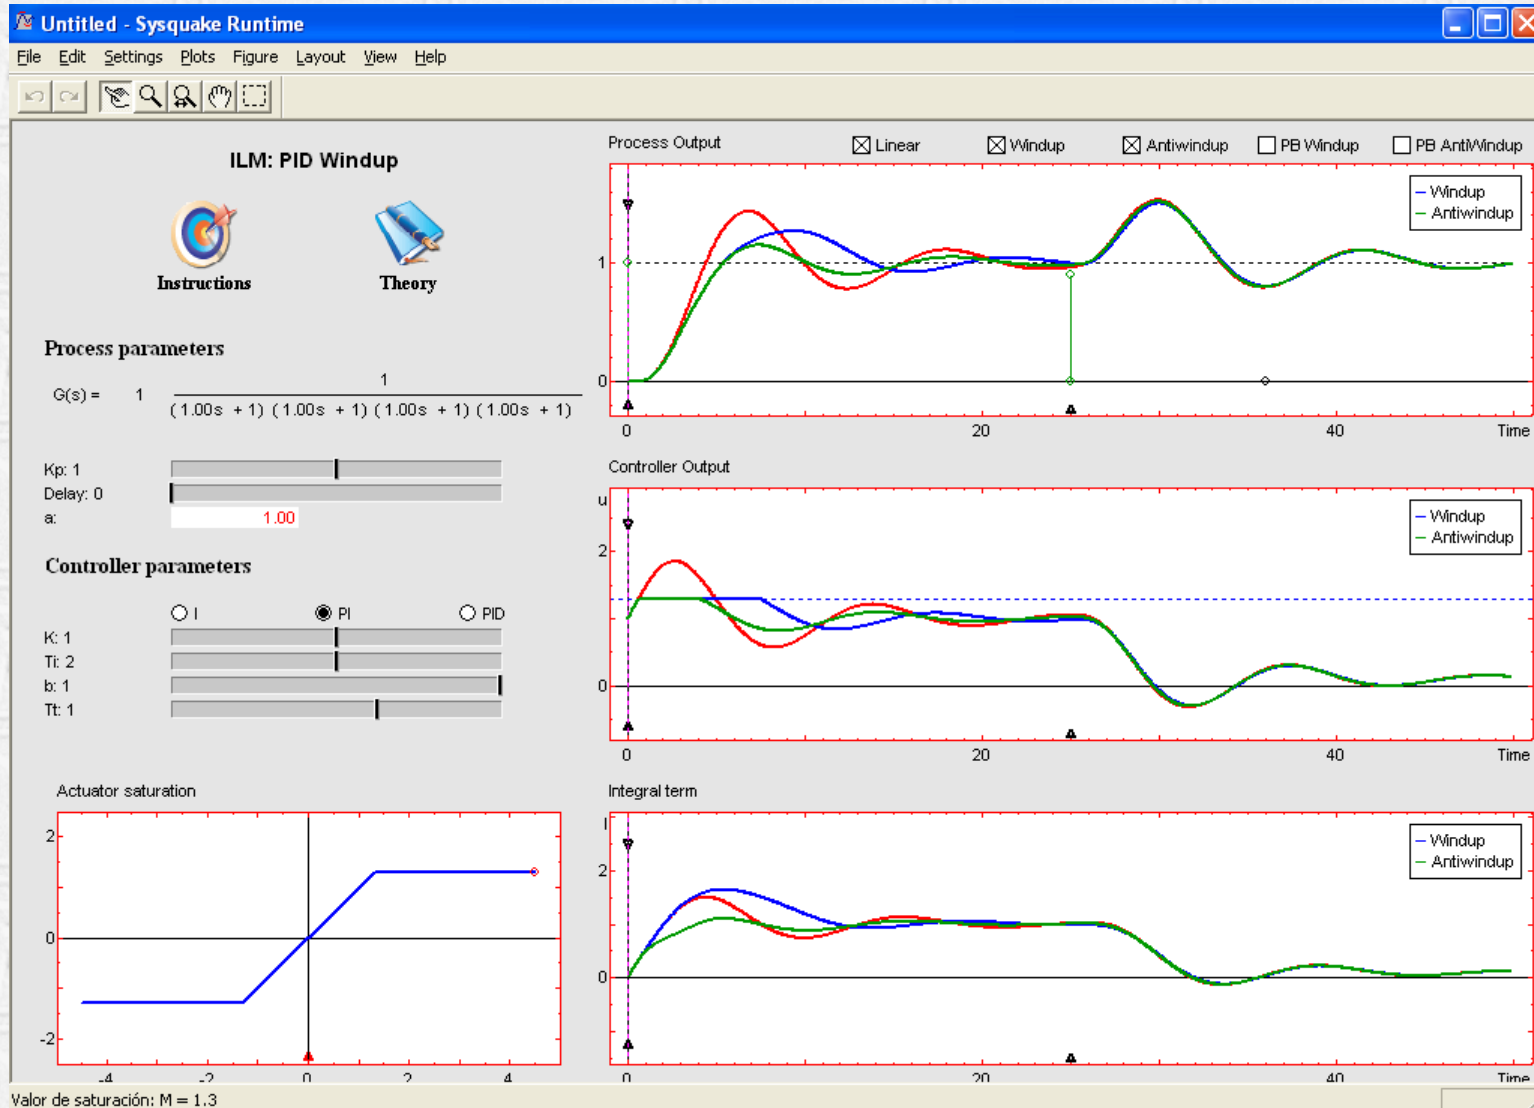 Untitled - Sysquake Runtime
File Edit Settings Plots Figure Layout View Help
ILM: PID Windup
Instructions
Theory
Process parameters
G(s) = 1 1
(1.00s + 1) (1.00s + 1) (1.00s + 1) (1.00s + 1)
Kp: 1
Delay: 0
a: 1.00
Controller parameters
I PI PID
K: 1
Ti: 2
b: 1
Tt: 1
Actuator saturation
2
0
-2
-4 -2 0 2 4
Process Output Linear Windup Antiwindup PB Windup PB AntiWindup
Windup
Antiwindup
1
0
0 20 40 Time
Controller Output
u
Windup
Antiwindup
2
0
0 20 40 Time
Integral term
I
Windup
Antiwindup
2
0
0 20 40 Time
Valor de saturación: M = 1.3